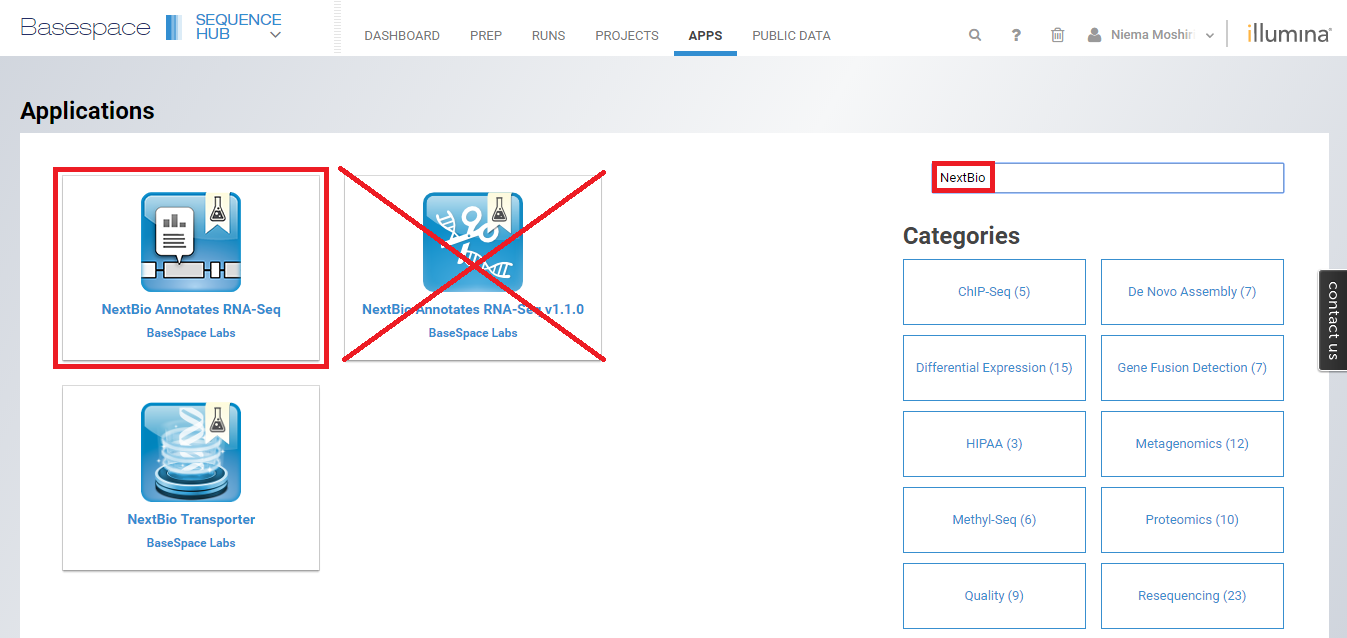 Basespace
SEQUENCE
HUB
DASHBOARD PREP RUNS PROJECTS APPS PUBLIC DATA
? Niema Moshiri
illumina®
Applications
NextBio
NextBio Annotates RNA-Seq
BaseSpace Labs
NextBio Annotates RNA-Seq v1.1.0
BaseSpace Labs
NextBio Transporter
BaseSpace Labs
Categories
ChIP-Seq (5)
De Novo Assembly (7)
Differential Expression (15)
Gene Fusion Detection (7)
HIPAA (3)
Metagenomics (12)
Methyl-Seq (6)
Proteomics (10)
Quality (9)
Resequencing (23)
contact us